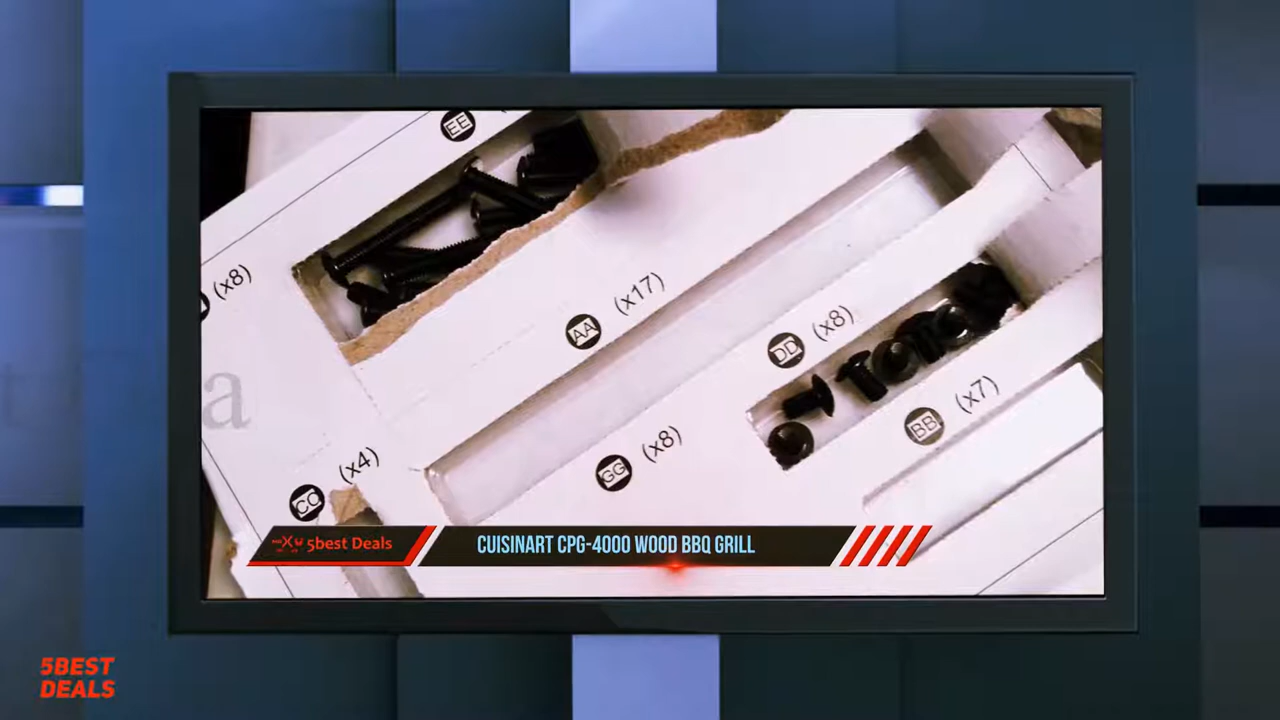 EE
(x8)
AA (x17)
DD (x8)
a
BB (x7)
GG (x8)
CC (x4)
5best Deals
CUISINART CPG-4000 WOOD BBQ GRILL
5BEST
DEALS